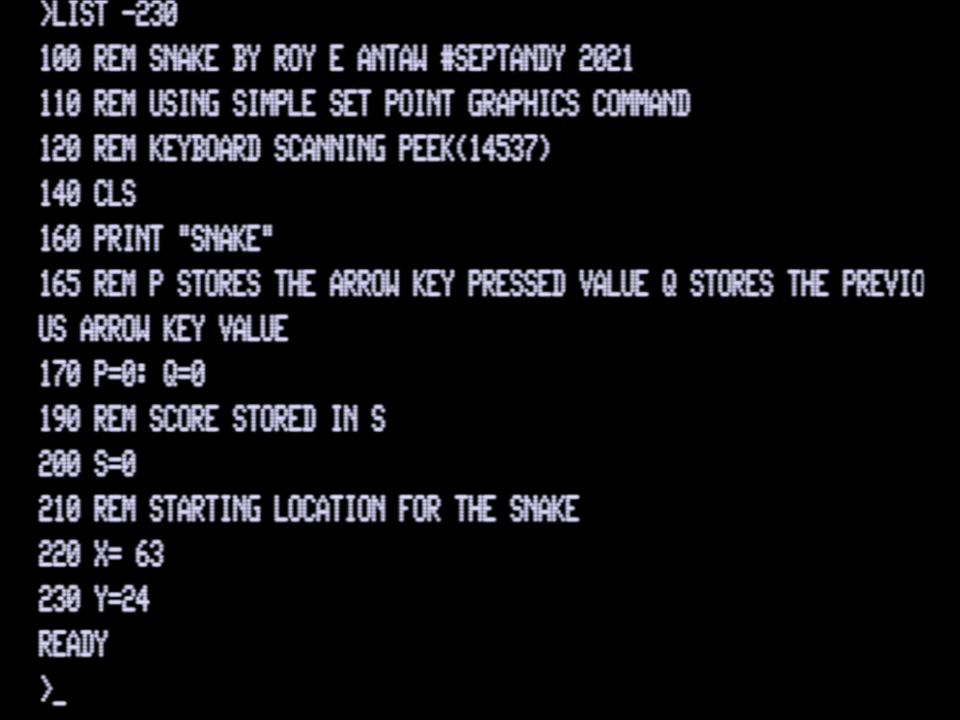 >LIST -230
100 REM SNAKE BY ROY E ANTAW #SEPTANDY 2021
110 REM USING SIMPLE SET POINT GRAPHICS COMMAND
120 REM KEYBOARD SCANNING PEEK(14537)
140 CLS
160 PRINT "SNAKE"
165 REM P STORES THE ARROW KEY PRESSED VALUE Q STORES THE PREVIO
US ARROW KEY VALUE
170 P=0: Q=0
190 REM SCORE STORED IN S
200 S=0
210 REM STARTING LOCATION FOR THE SNAKE
220 X= 63
230 Y=24
READY
>_